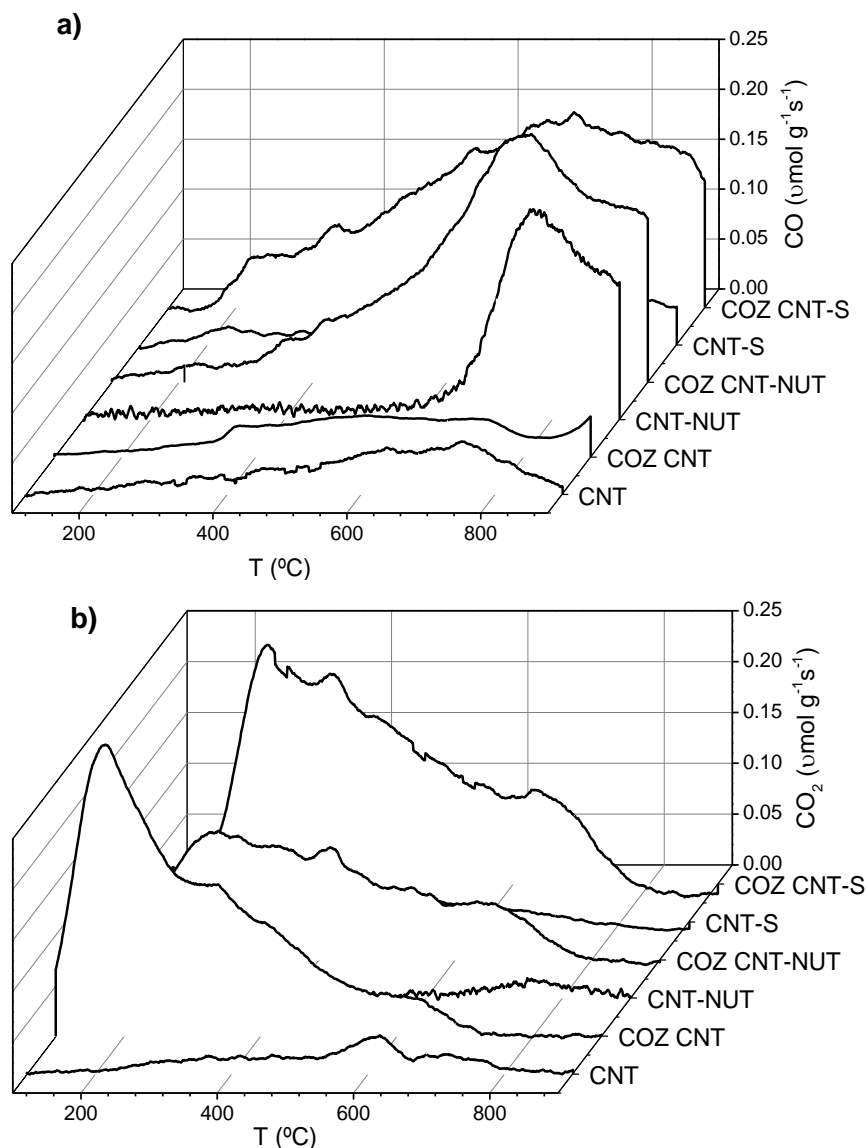 a)
0.25
0.20
0.15
0.10
0.05
0.00
CO (υmol g⁻¹s⁻¹)
COZ CNT-S
CNT-S
COZ CNT-NUT
CNT-NUT
COZ CNT
CNT
200 400 600 800
T (ºC)
b)
0.25
0.20
0.15
0.10
0.05
0.00
CO₂ (υmol g⁻¹s⁻¹)
COZ CNT-S
CNT-S
COZ CNT-NUT
CNT-NUT
COZ CNT
CNT
200 400 600 800
T (ºC)